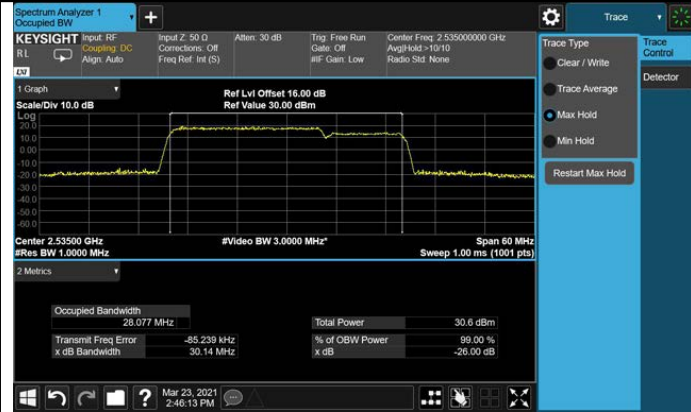 Spectrum Analyzer 1
Occupied BW
Trace
KEYSIGHT
RL
Input: RF
Coupling: DC
Align: Auto
Input Z: 50 Ω
Corrections: Off
Freq Ref: Int (S)
Atten: 30 dB
Trig: Free Run
Gate: Off
#IF Gain: Low
Center Freq: 2.535000000 GHz
Avg|Hold:>10/10
Radio Std: None
LXI
Trace Type
Clear / Write
Trace Average
Max Hold
Min Hold
Restart Max Hold
Trace
Control
Detector
1 Graph
Scale/Div 10.0 dB
Ref Lvl Offset 16.00 dB
Ref Value 30.00 dBm
Log
20.0
10.0
0.00
-10.0
-20.0
-30.0
-40.0
-50.0
-60.0
Center 2.53500 GHz
#Res BW 1.0000 MHz
#Video BW 3.0000 MHz*
Span 60 MHz
Sweep 1.00 ms (1001 pts)
2 Metrics
Occupied Bandwidth
28.077 MHz
Total Power 30.6 dBm
Transmit Freq Error -85.239 kHz
% of OBW Power 99.00 %
x dB Bandwidth 30.14 MHz
x dB -26.00 dB
?
Mar 23, 2021
2:46:13 PM